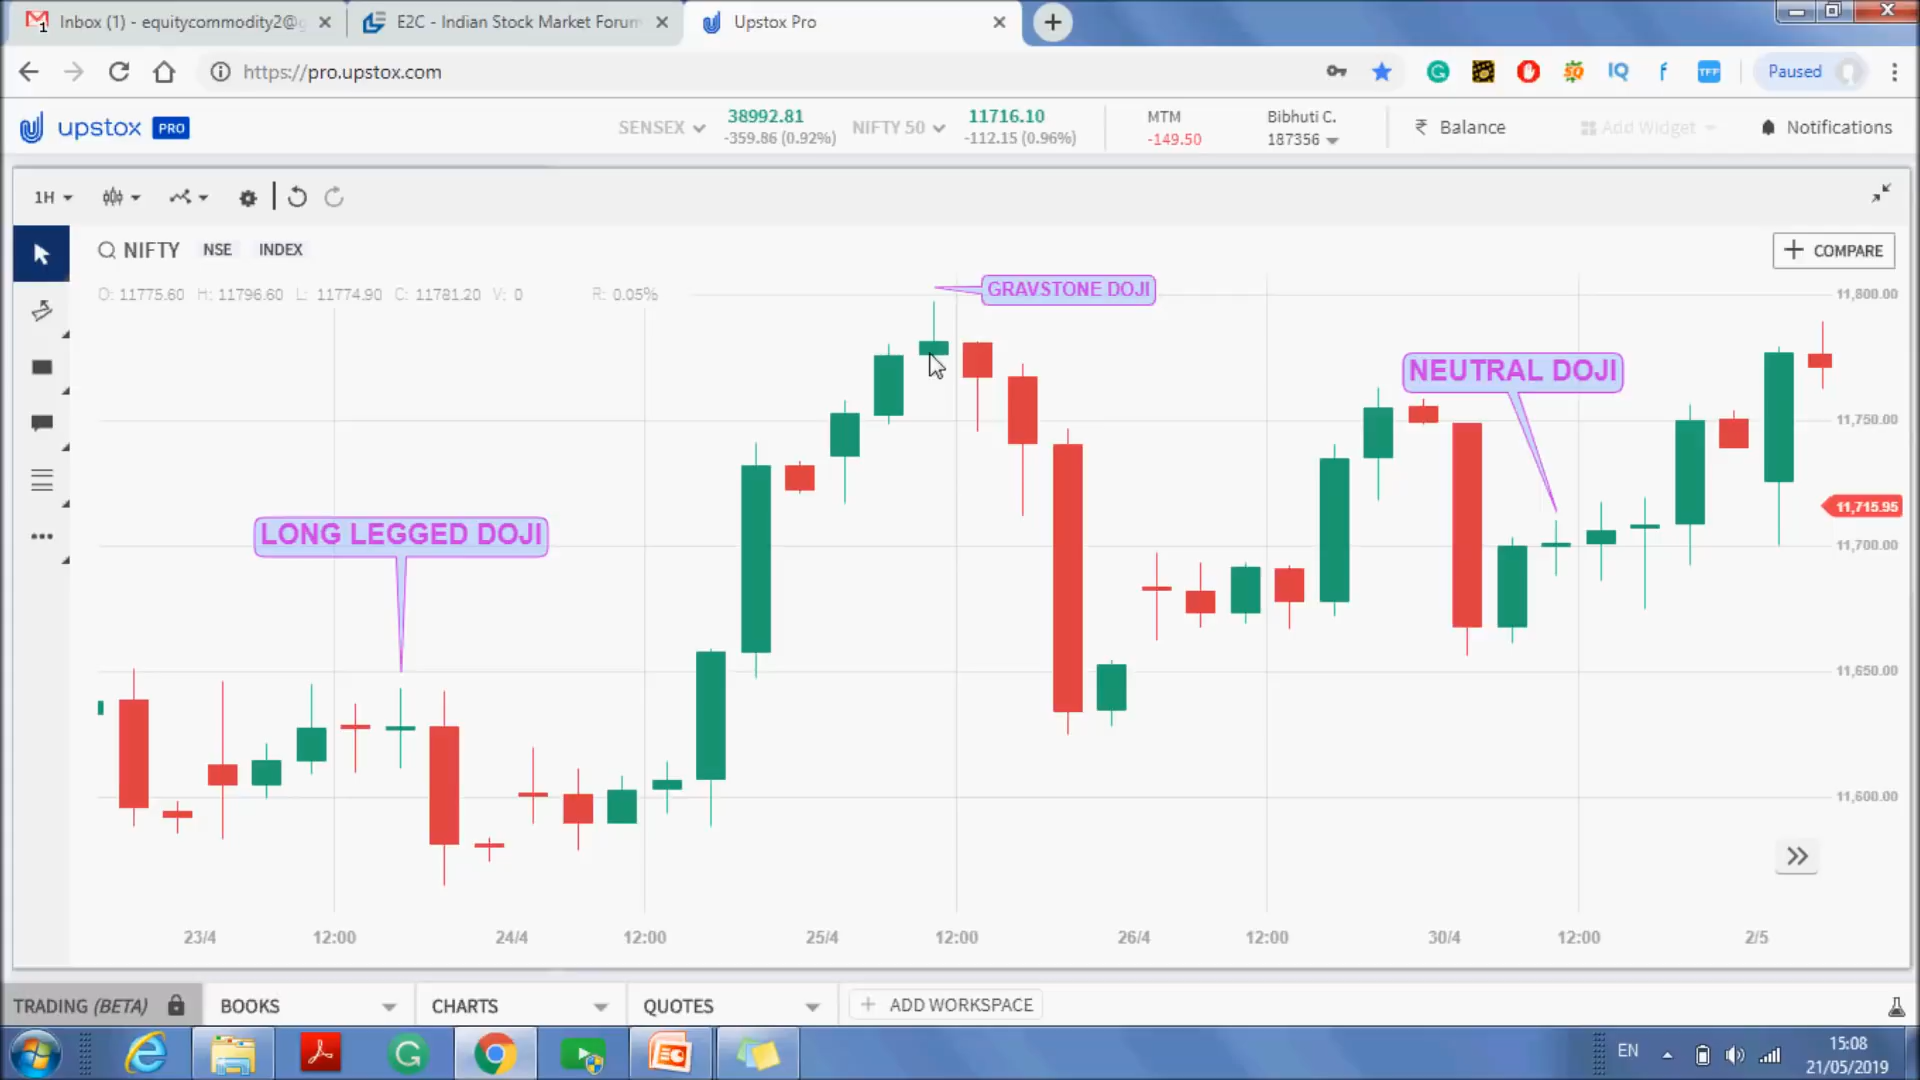 Inbox (1) - equitycommodity2@g
E2C - Indian Stock Market Forum
Upstox Pro
https://pro.upstox.com
IQ
f
TFF
Paused
upstox PRO
SENSEX
38992.81
-359.86 (0.92%)
NIFTY 50
11716.10
-112.15 (0.96%)
MTM
-149.50
Bibhuti C.
187356
₹ Balance
Add Widget
Notifications
1H
NIFTY NSE INDEX
+ COMPARE
O: 11775.60 H: 11796.60 L: 11774.90 C: 11781.20 V: 0 R: 0.05%
GRAVSTONE DOJI
11,800.00
NEUTRAL DOJI
11,750.00
11,715.95
LONG LEGGED DOJI
11,700.00
11,650.00
11,600.00
23/4 12:00 24/4 12:00 25/4 12:00 26/4 12:00 30/4 12:00 2/5
TRADING (BETA) BOOKS CHARTS QUOTES + ADD WORKSPACE
EN
15:08
21/05/2019